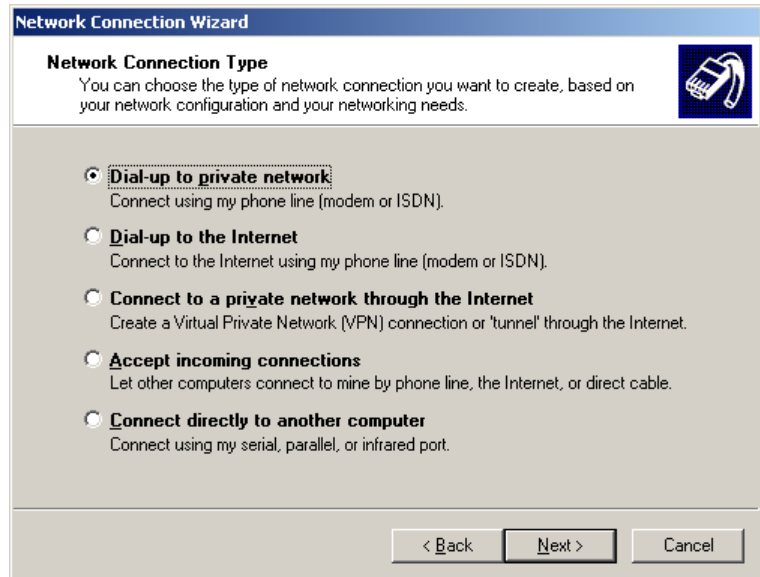 Network Connection Wizard
Network Connection Type
You can choose the type of network connection you want to create, based on
your network configuration and your networking needs.
Dial-up to private network
Connect using my phone line (modem or ISDN).
Dial-up to the Internet
Connect to the Internet using my phone line (modem or ISDN).
Connect to a private network through the Internet
Create a Virtual Private Network (VPN) connection or 'tunnel' through the Internet.
Accept incoming connections
Let other computers connect to mine by phone line, the Internet, or direct cable.
Connect directly to another computer
Connect using my serial, parallel, or infrared port.
< Back Next > Cancel